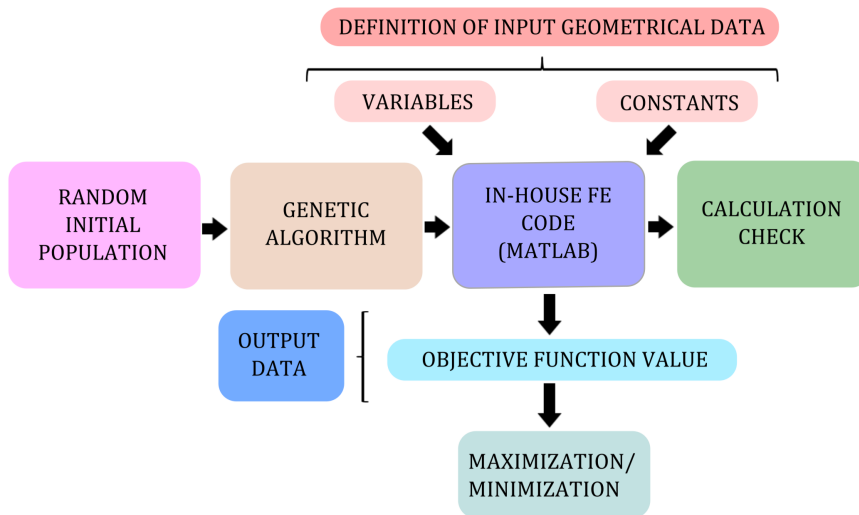 DEFINITION OF INPUT GEOMETRICAL DATA
VARIABLES
CONSTANTS
RANDOM
INITIAL
POPULATION
GENETIC
ALGORITHM
IN-HOUSE FE
CODE
(MATLAB)
CALCULATION
CHECK
OUTPUT
DATA
OBJECTIVE FUNCTION VALUE
MAXIMIZATION/
MINIMIZATION